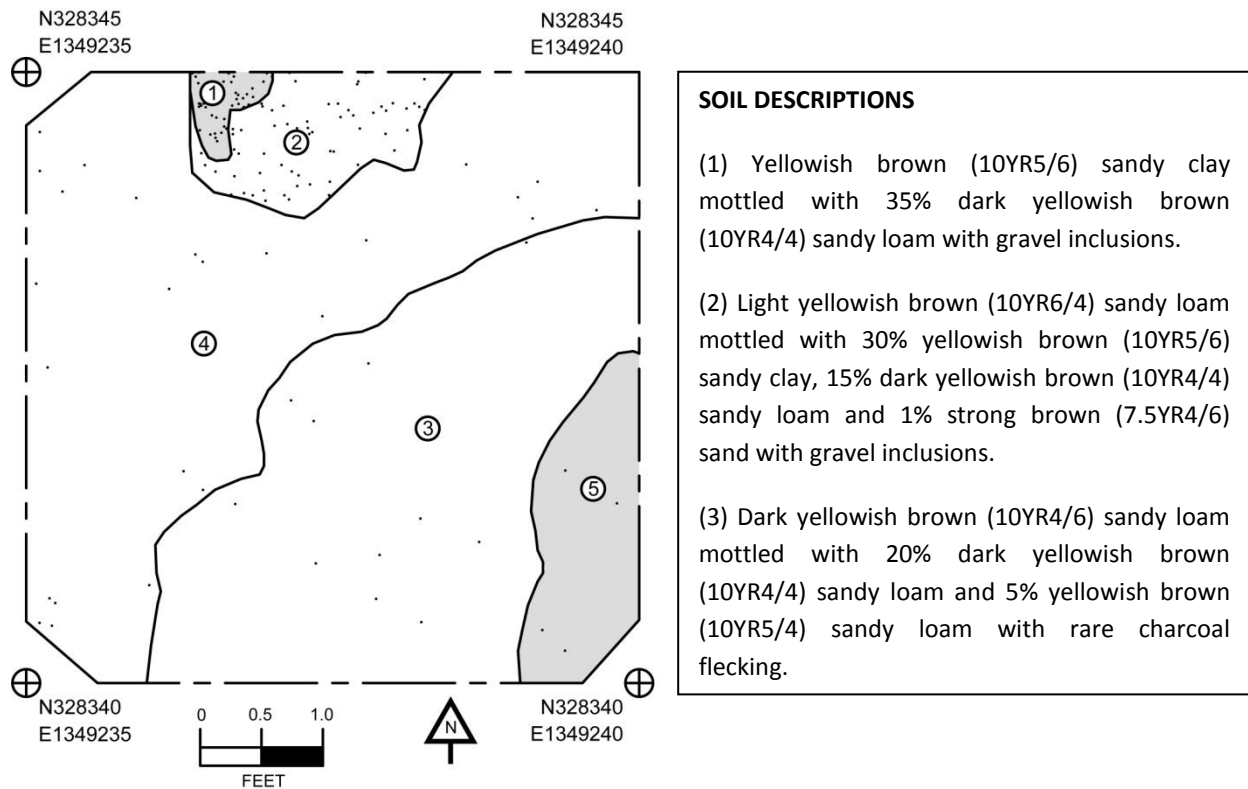 N328345
E1349235
N328345
E1349240
1
2
4
3
5
N328340
E1349235
0 0.5 1.0
FEET
N
N328340
E1349240
SOIL DESCRIPTIONS
(1) Yellowish brown (10YR5/6) sandy clay
mottled with 35% dark yellowish brown
(10YR4/4) sandy loam with gravel inclusions.
(2) Light yellowish brown (10YR6/4) sandy loam
mottled with 30% yellowish brown (10YR5/6)
sandy clay, 15% dark yellowish brown (10YR4/4)
sandy loam and 1% strong brown (7.5YR4/6)
sand with gravel inclusions.
(3) Dark yellowish brown (10YR4/6) sandy loam
mottled with 20% dark yellowish brown
(10YR4/4) sandy loam and 5% yellowish brown
(10YR5/4) sandy loam with rare charcoal
flecking.